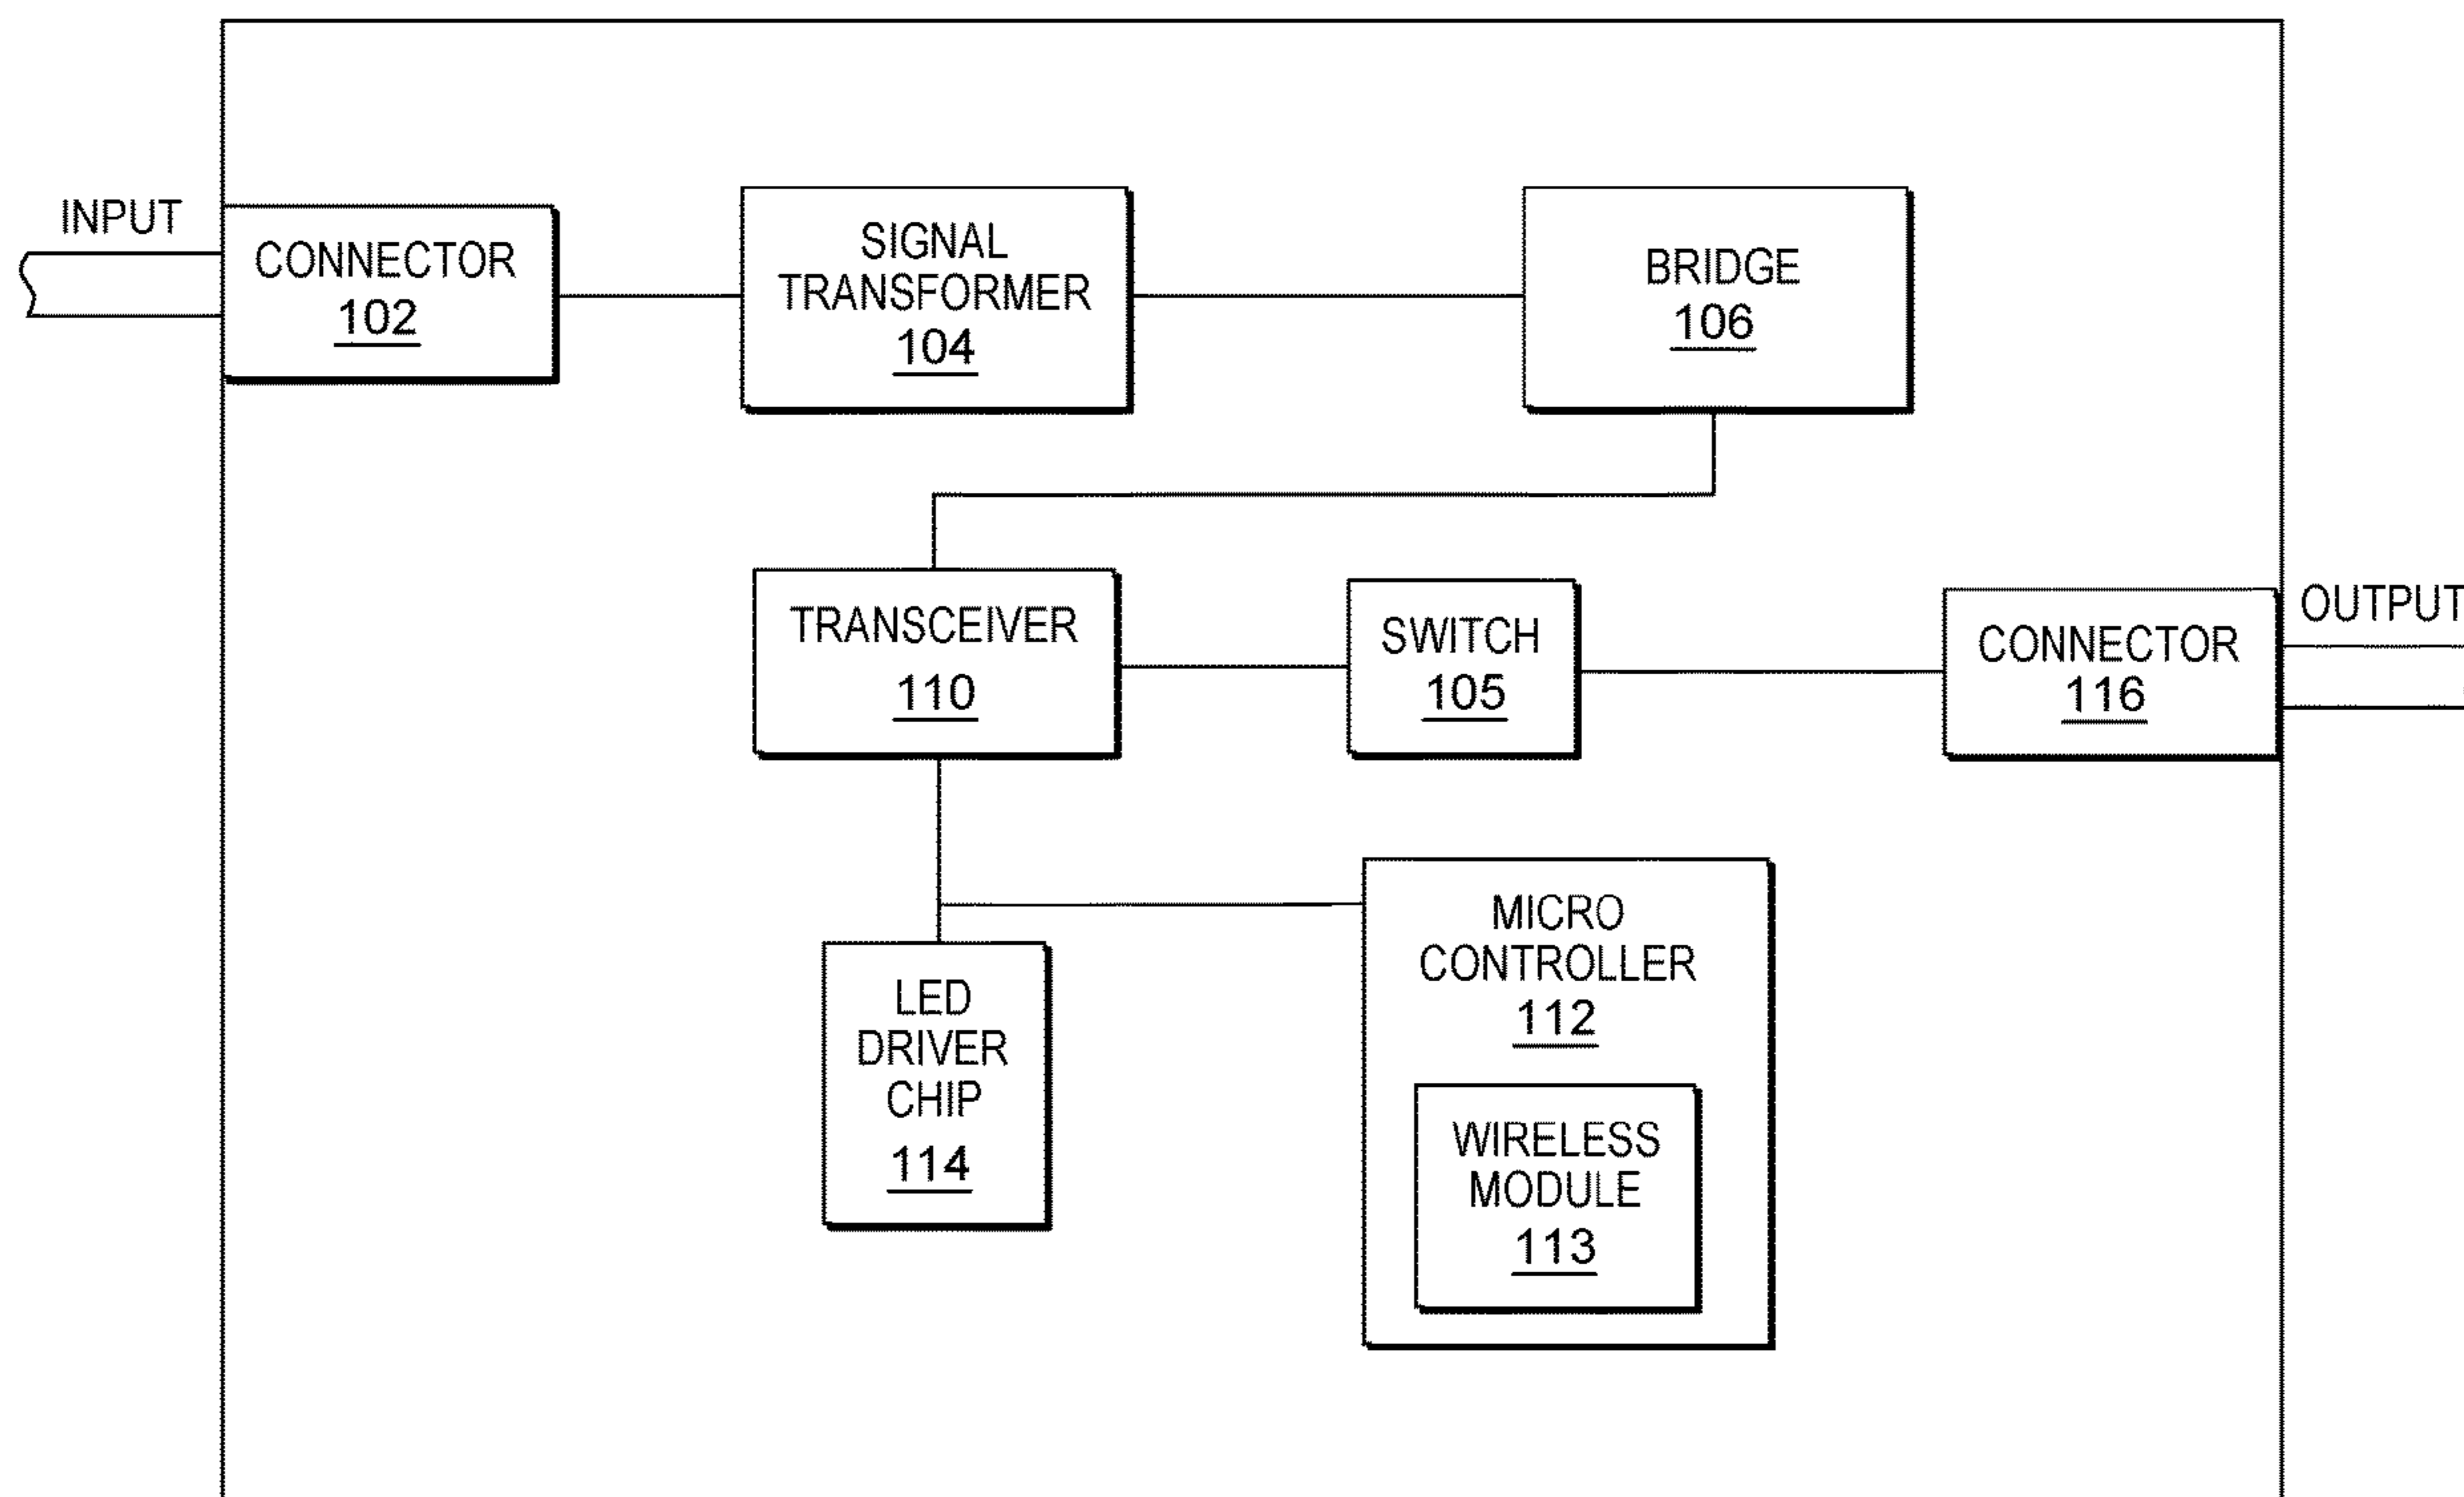 INPUT
CONNECTOR
102
SIGNAL
TRANSFORMER
104
BRIDGE
106
TRANSCEIVER
110
SWITCH
105
CONNECTOR
116
OUTPUT
LED
DRIVER
CHIP
114
MICRO
CONTROLLER
112
WIRELESS
MODULE
113